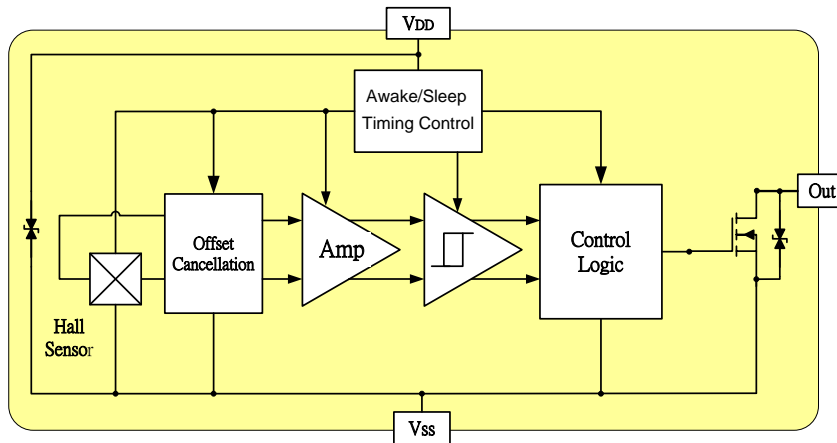 VDD
Awake/Sleep
Timing Control
Out
Offset
Cancellation
Amp
Control
Logic
Hall
Sensor
Vss